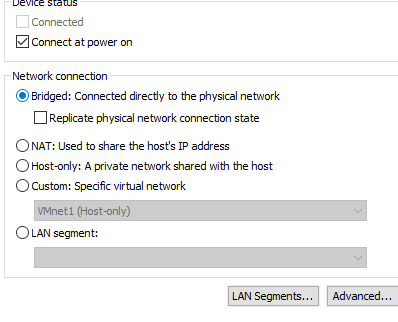 Device status
Connected
Connect at power on
Network connection
Bridged: Connected directly to the physical network
Replicate physical network connection state
NAT: Used to share the host's IP address
Host-only: A private network shared with the host
Custom: Specific virtual network
VMnet1 (Host-only)
LAN segment:
LAN Segments... Advanced...